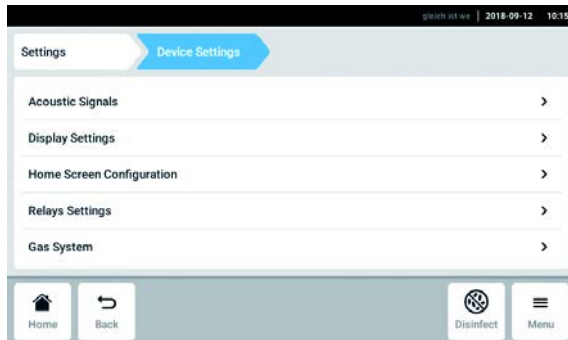 gleich ist we | 2018-09-12 10:15
Settings
Device Settings
Acoustic Signals
Display Settings
Home Screen Configuration
Relays Settings
Gas System
Home
Back
Disinfect
Menu